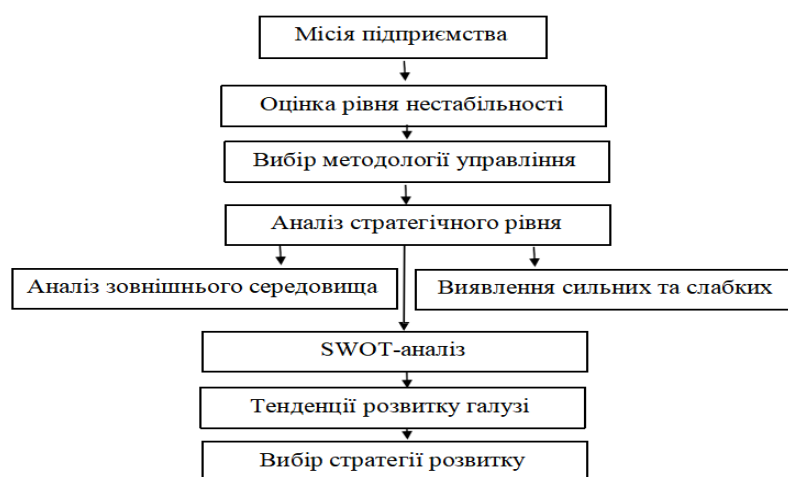 Місія підприємства
Оцінка рівня нестабільності
Вибір методології управління
Аналіз стратегічного рівня
Аналіз зовнішнього середовища
Виявлення сильних та слабких
SWOT-аналіз
Тенденції розвитку галузі
Вибір стратегії розвитку